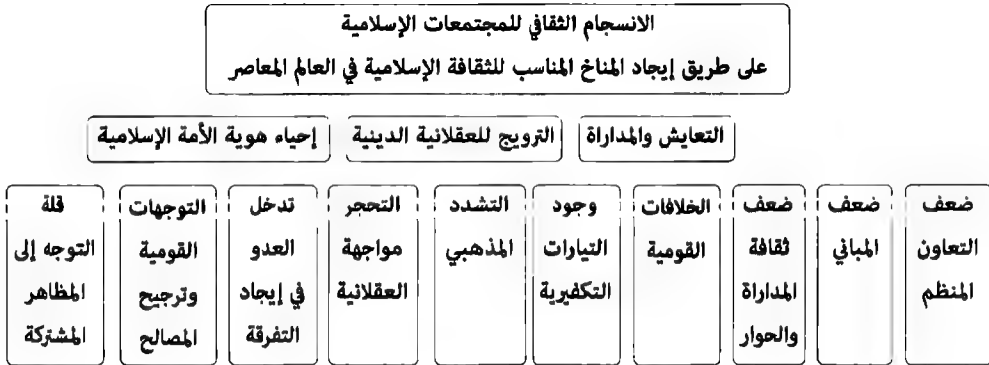 الانسجام الثقافي للمجتمعات الإسلامية
على طريق إيجاد المناخ المناسب للثقافة الإسلامية في العالم المعاصر
التعايش والمداراة
الترويج للعقلانية الدينية
إحياء هوية الأمة الإسلامية
ضعف
التعاون
المنظم
ضعف
المباني
ضعف
ثقافة
المداراة
والحوار
الخلافات
القومية
وجود
التيارات
التكفيرية
التشدد
المذهبي
التحجر
مواجهة
العقلانية
تدخل
العدو
في إيجاد
التفرقة
التوجهات
القومية
وترجيح
المصالح
قلة
التوجه إلى
المظاهر
المشتركة